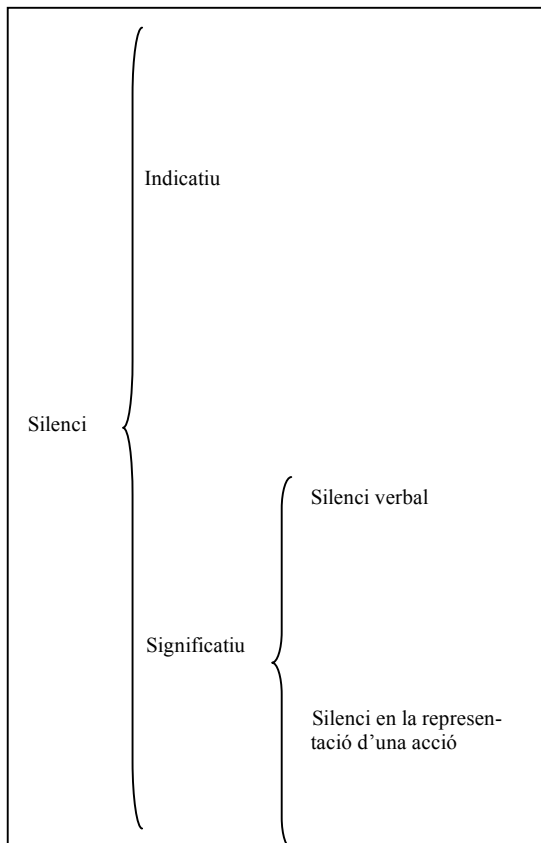 Indicatiu
Silenci
Silenci verbal
Significatiu
Silenci en la represen-
tació d’una acció